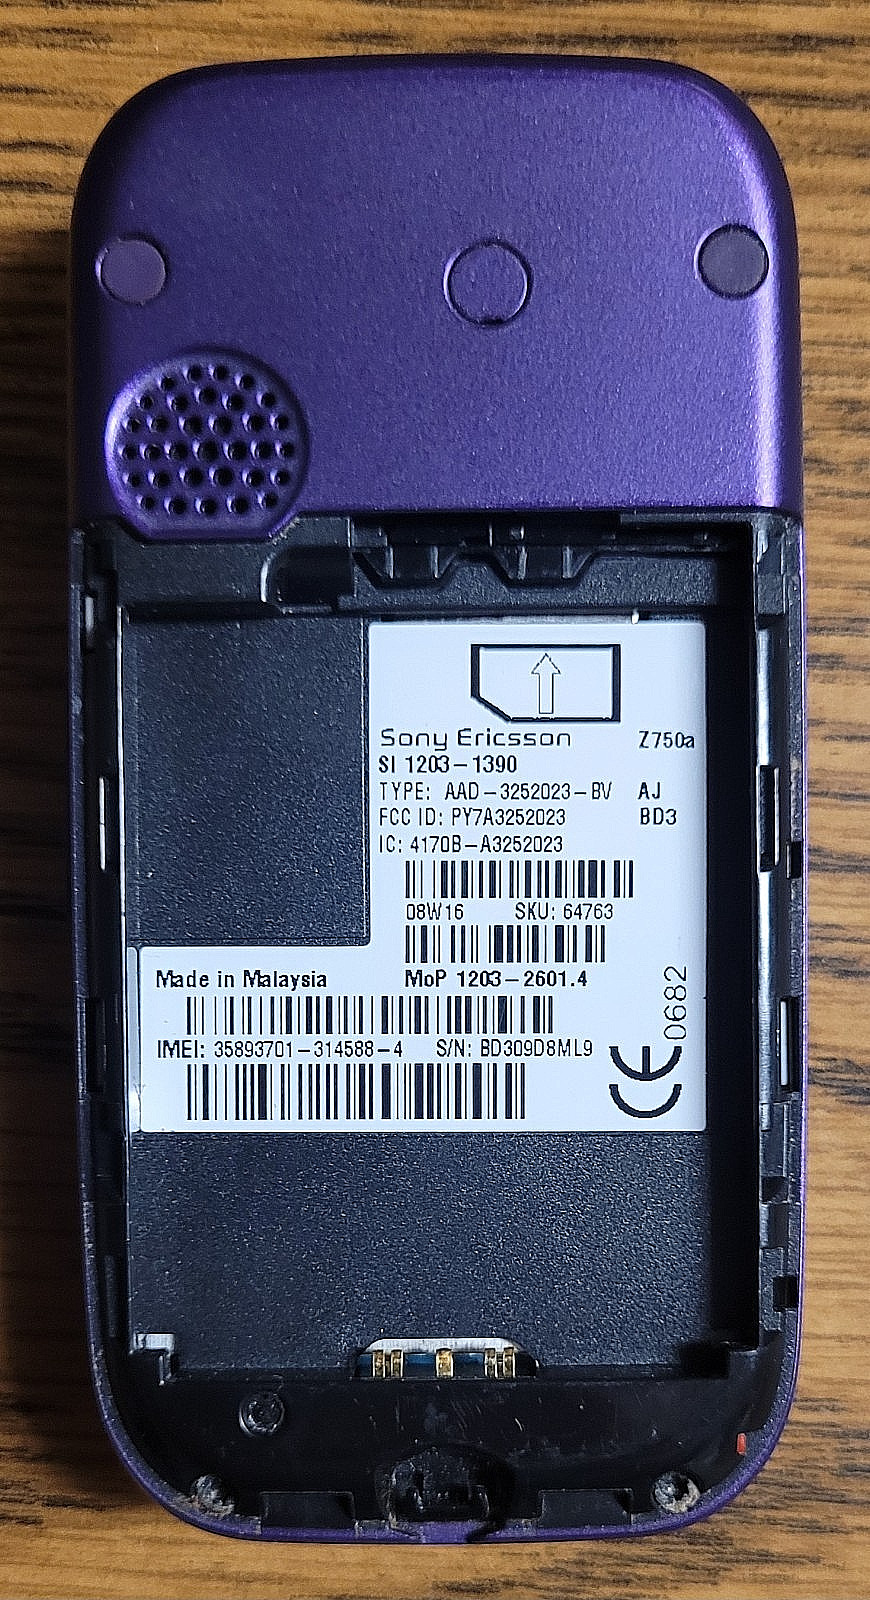 Sony Ericsson Z750a
SI 1203-1390
TYPE: AAD-3252023-BV AJ
FCC ID: PY7A3252023 BD3
IC: 4170B-A3252023
08W16 SKU: 64763
Made in Malaysia MoP 1203-2601.4
IMEI: 35893701-314588-4 S/N: BD309D8ML9
CE 0682